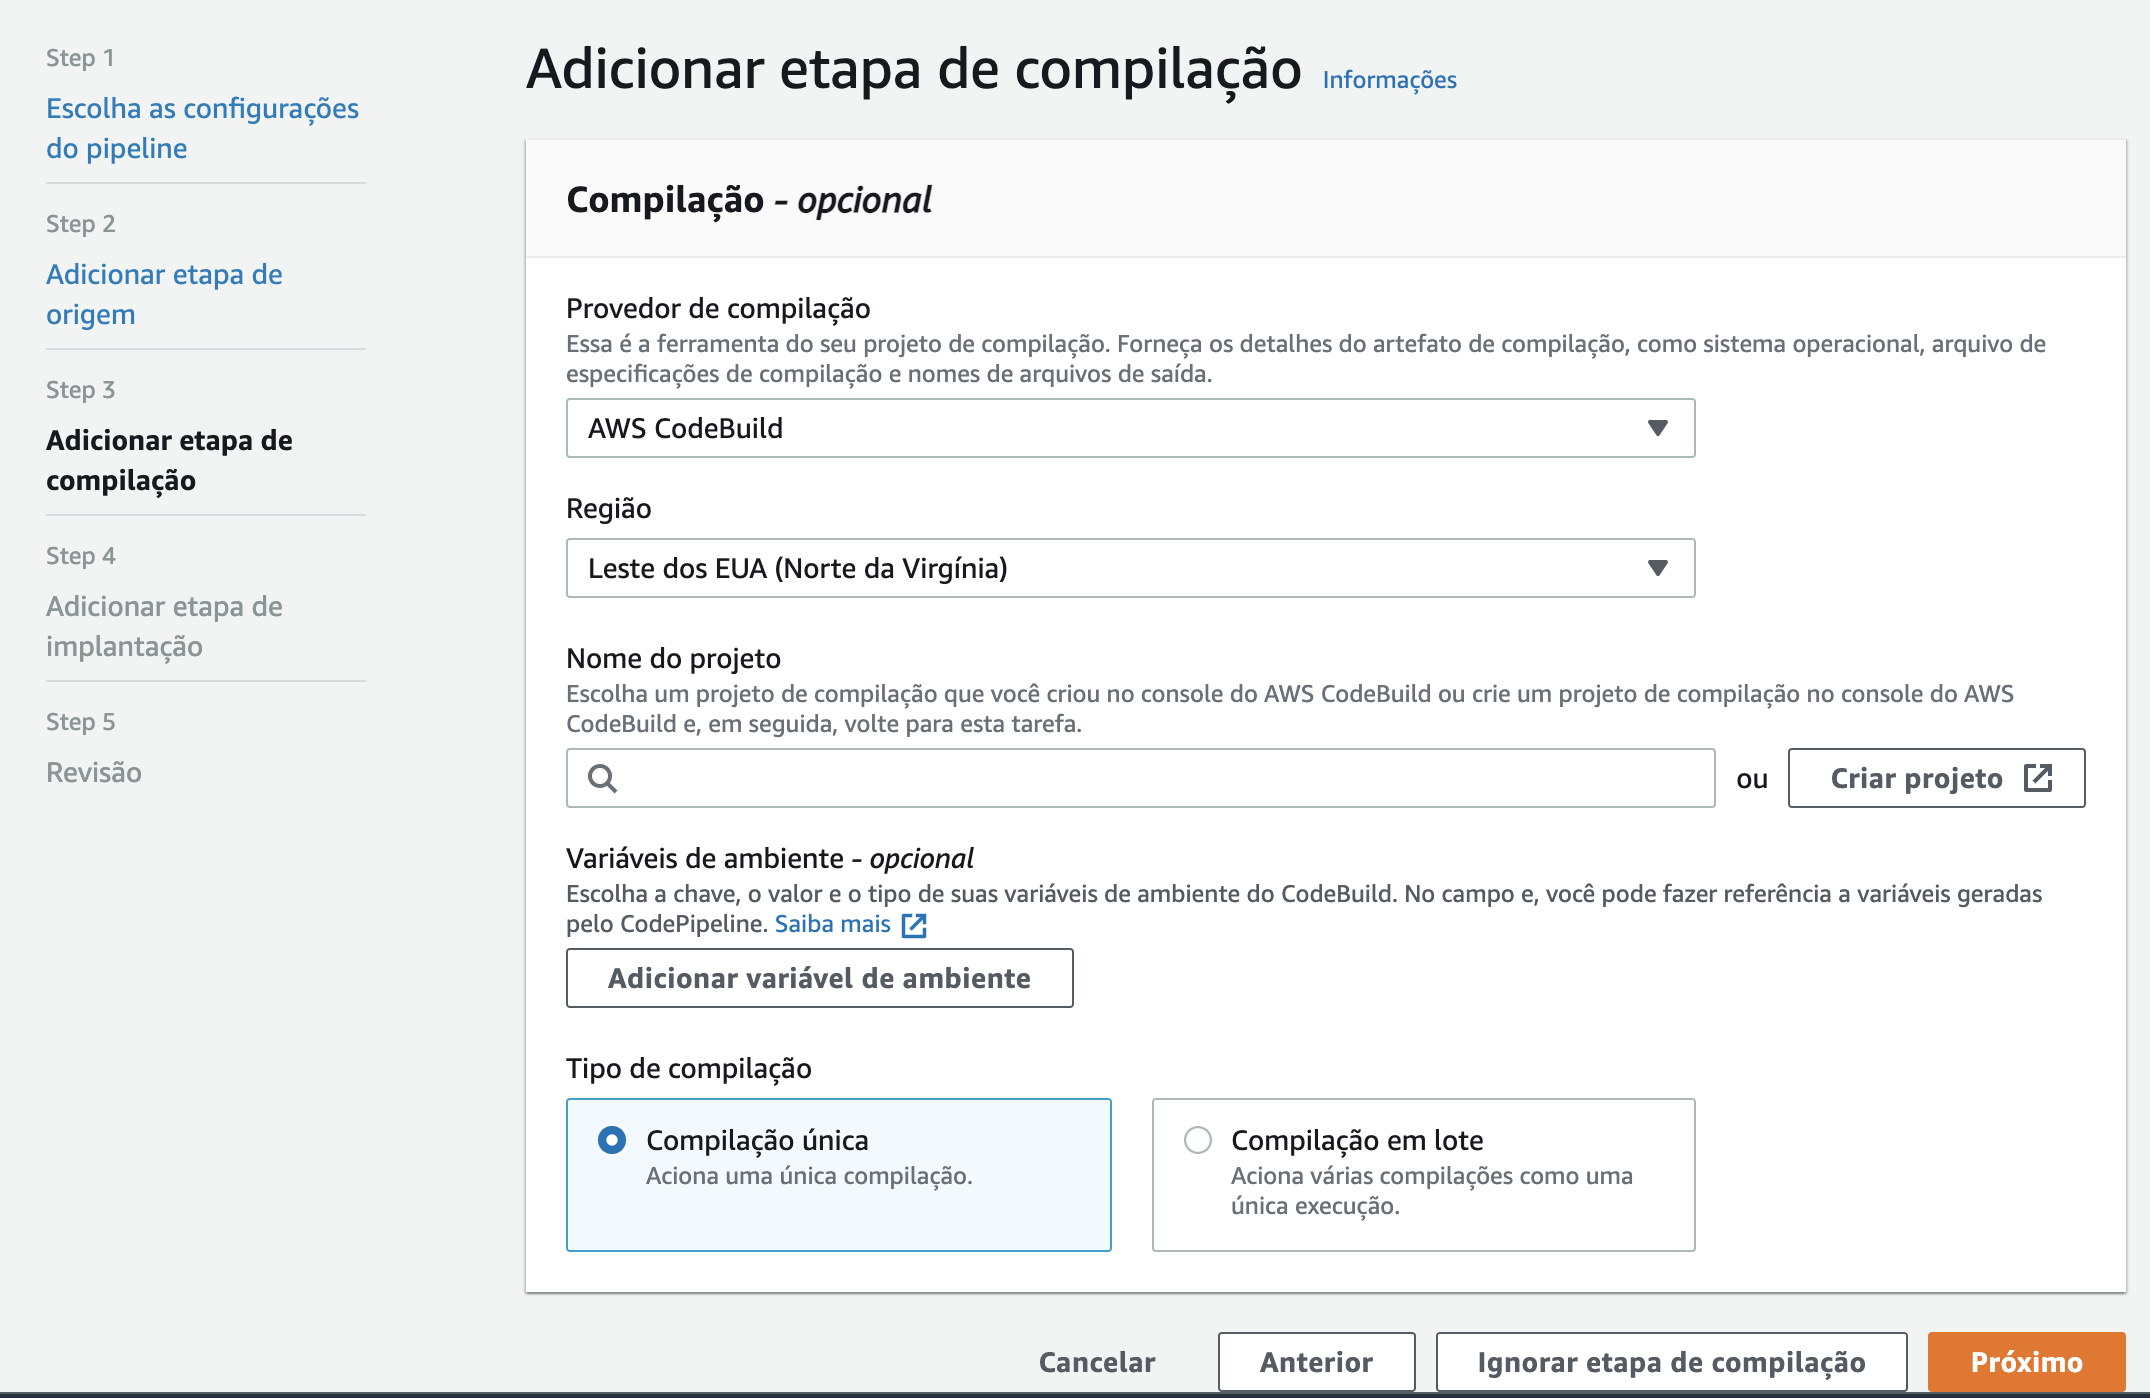 Step 1
Escolha as configurações
do pipeline
Step 2
Adicionar etapa de
origem
Step 3
Adicionar etapa de
compilação
Step 4
Adicionar etapa de
implantação
Step 5
Revisão
Adicionar etapa de compilação Informações
Compilação - opcional
Provedor de compilação
Essa é a ferramenta do seu projeto de compilação. Forneça os detalhes do artefato de compilação, como sistema operacional, arquivo de
especificações de compilação e nomes de arquivos de saída.
AWS CodeBuild
Região
Leste dos EUA (Norte da Virgínia)
Nome do projeto
Escolha um projeto de compilação que você criou no console do AWS CodeBuild ou crie um projeto de compilação no console do AWS
CodeBuild e, em seguida, volte para esta tarefa.
ou Criar projeto
Variáveis de ambiente - opcional
Escolha a chave, o valor e o tipo de suas variáveis de ambiente do CodeBuild. No campo e, você pode fazer referência a variáveis geradas
pelo CodePipeline. Saiba mais
Adicionar variável de ambiente
Tipo de compilação
Compilação única
Aciona uma única compilação.
Compilação em lote
Aciona várias compilações como uma
única execução.
Cancelar Anterior Ignorar etapa de compilação Próximo